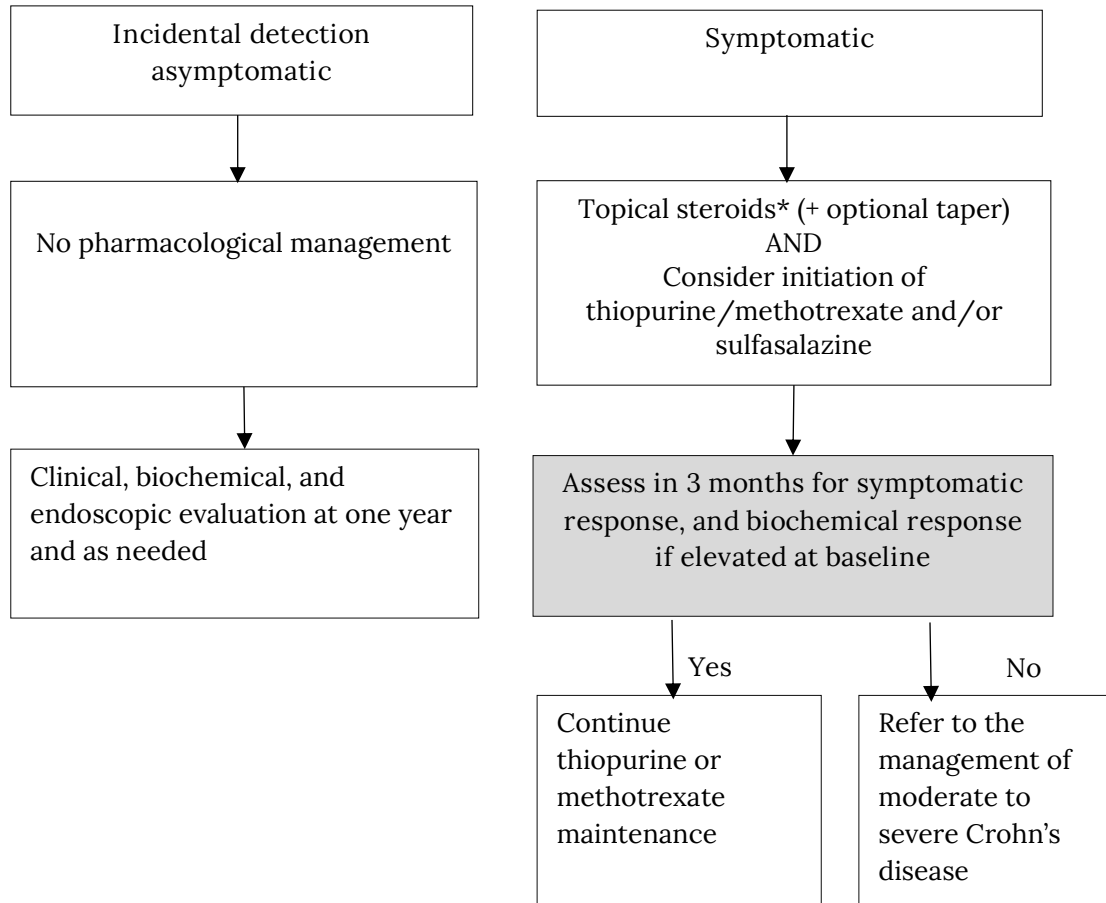 Incidental detection
asymptomatic
No pharmacological management
Clinical, biochemical, and
endoscopic evaluation at one year
and as needed
Symptomatic
Topical steroids* (+ optional taper)
AND
Consider initiation of
thiopurine/methotrexate and/or
sulfasalazine
Assess in 3 months for symptomatic
response, and biochemical response
if elevated at baseline
Yes
No
Continue
thiopurine or
methotrexate
maintenance
Refer to the
management of
moderate to
severe Crohn’s
disease